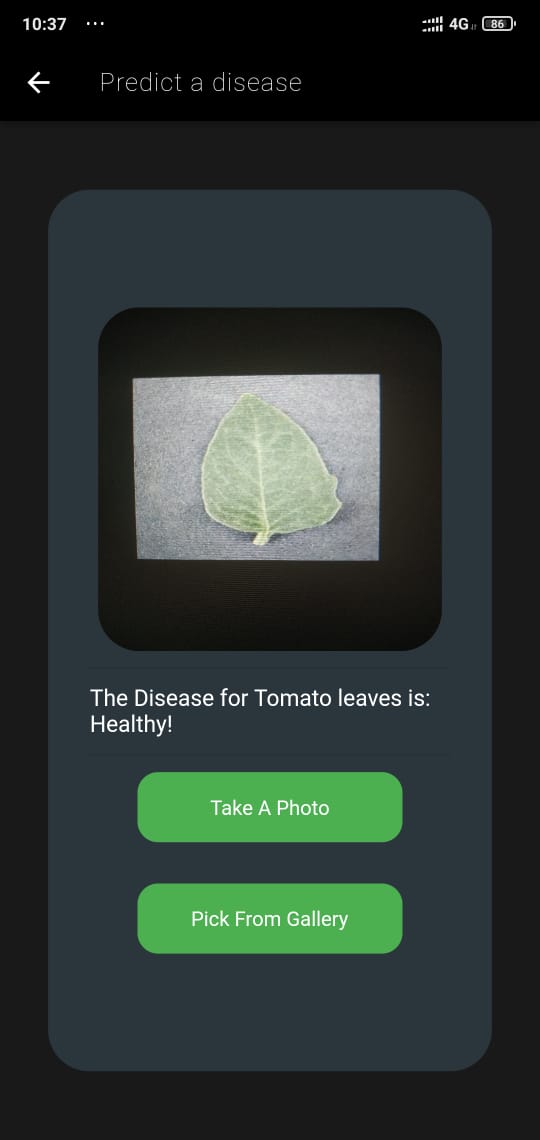 10:37 ... 4G 86
Predict a disease
The Disease for Tomato leaves is:
Healthy!
Take A Photo
Pick From Gallery